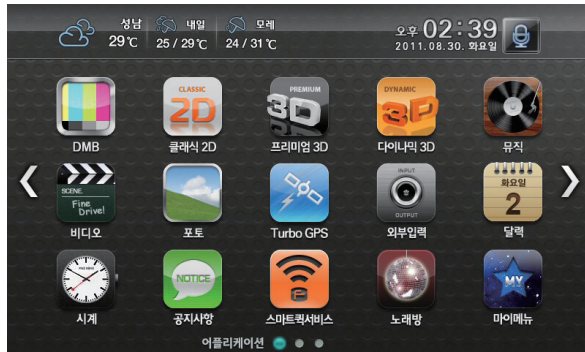 성남 내일 모레
29℃ 25 / 29℃ 24 / 31℃
오후 02:39
2011.08.30. 화요일
CLASSIC 2D
PREMIUM 3D
DYNAMIC 3D
DMB 클래식 2D 프리미엄 3D 다이나믹 3D 뮤직
SCENE.
Fine
Drive!
INPUT
OUTPUT
화요일
2
비디오 포토 Turbo GPS 외부입력 달력
FINE DRIVE
NOTICE
F
MY
시계 공지사항 스마트퀵서비스 노래방 마이메뉴
어플리케이션